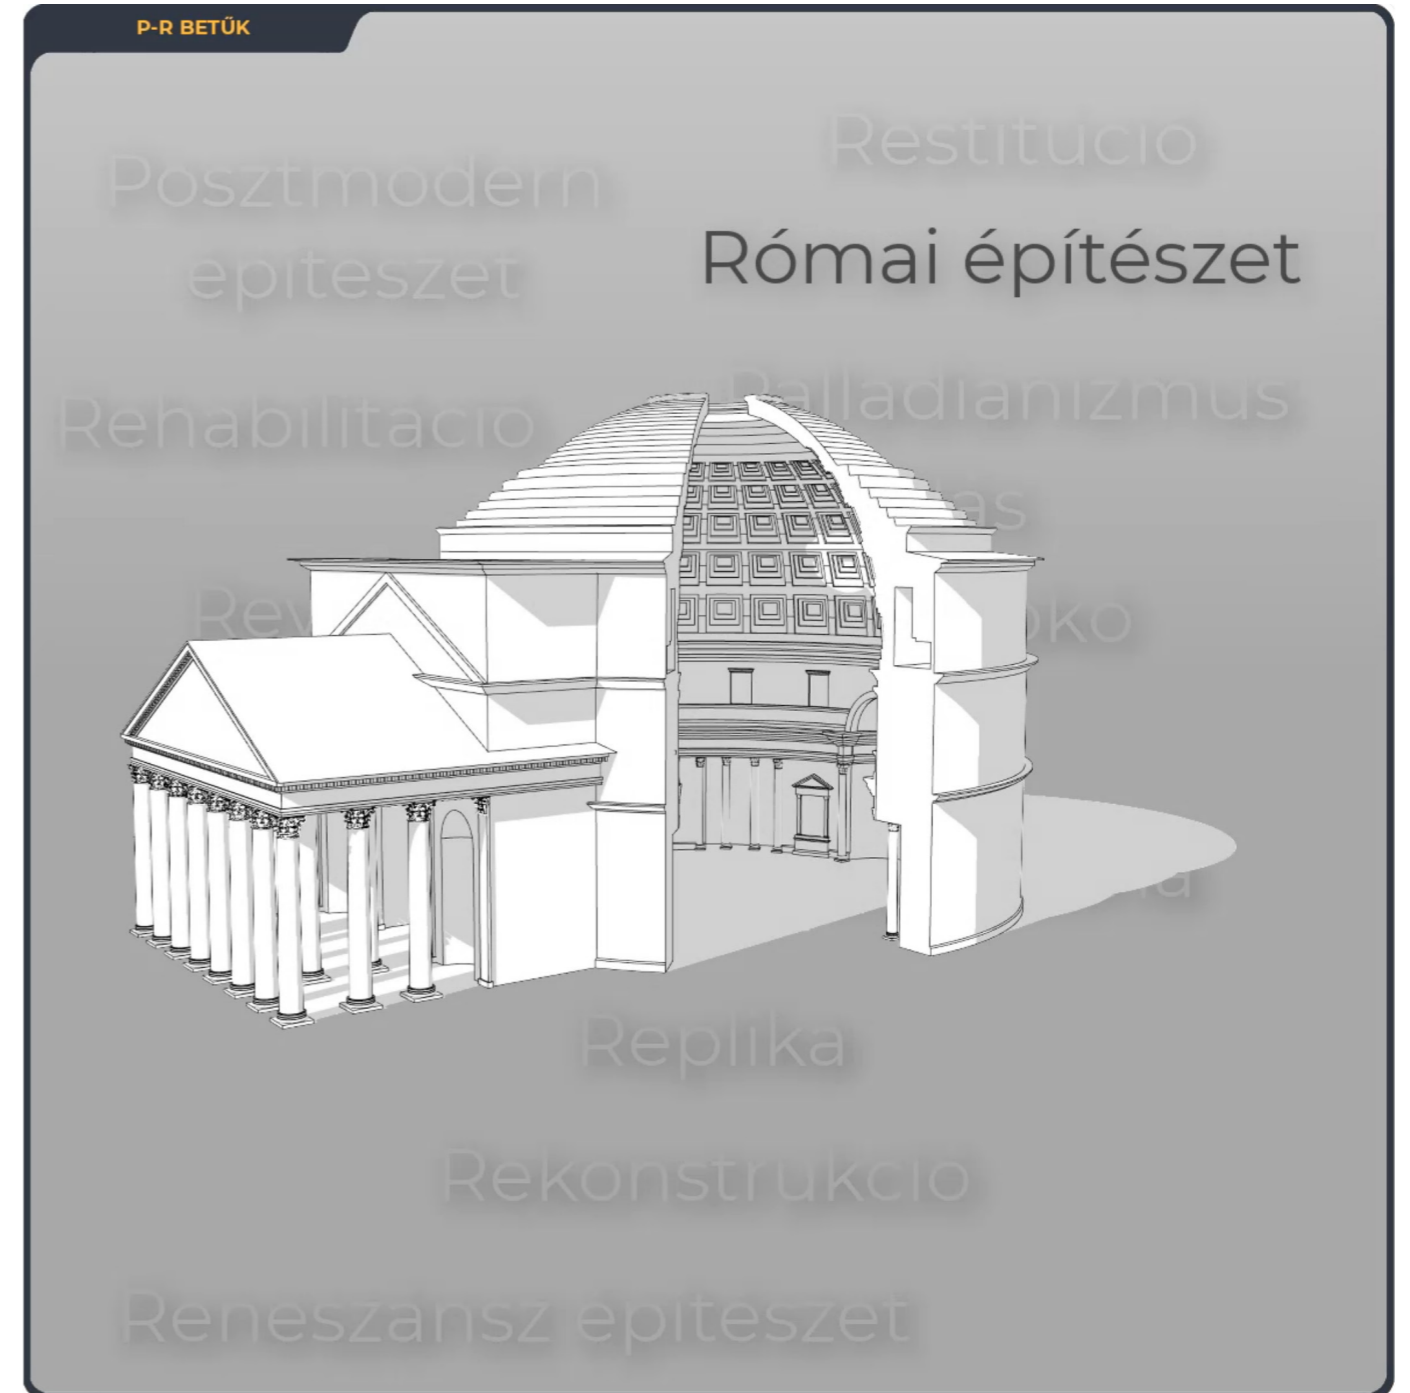 P-R BETŰK
Restitúció
Posztmodern
építészet
Római építészet
Rehabilitáció
Palladianizmus
Replika
Rekonstrukció
Reneszánsz építészet